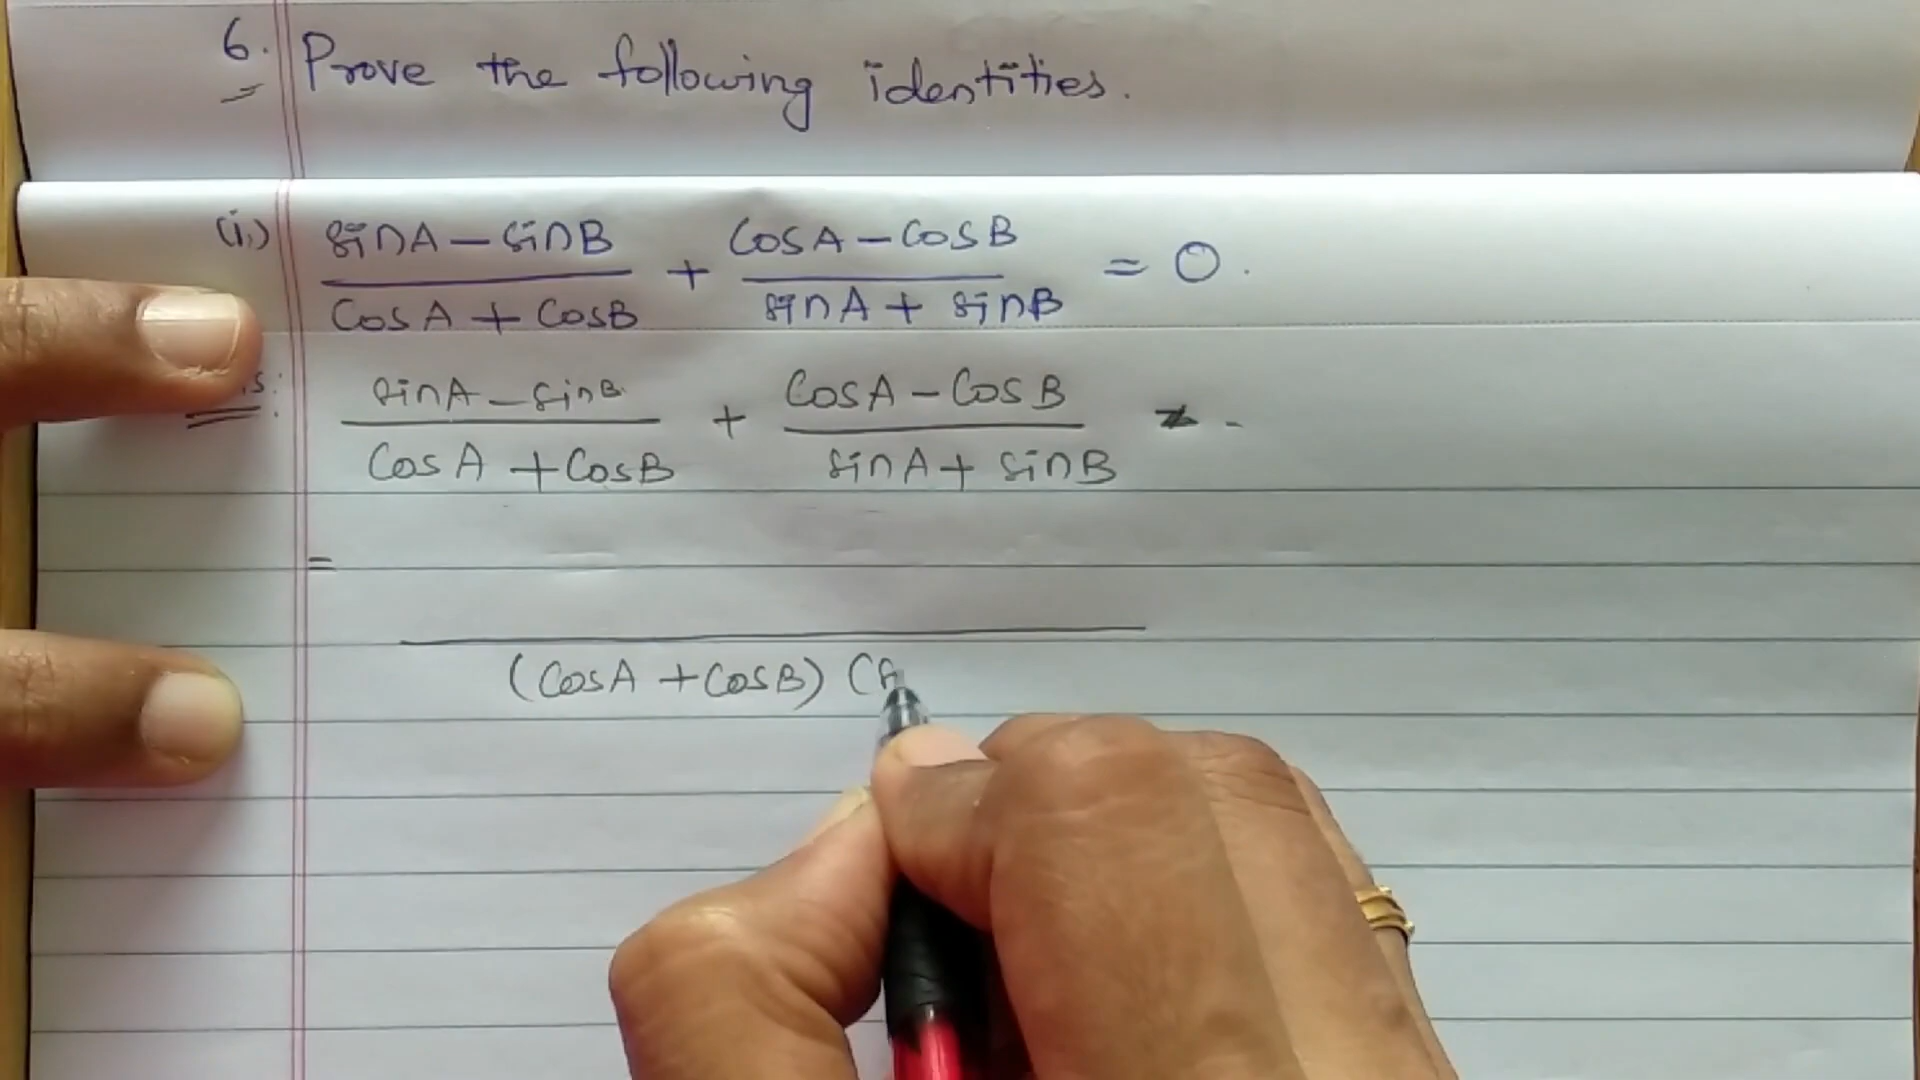 6. Prove the following identities.
(i.) sinA - sinB / cosA + cosB + cosA - cosB / sinA + sinB = 0.
sinA - sinB / cosA + cosB + cosA - cosB / sinA + sinB
=
(cosA + cosB) (